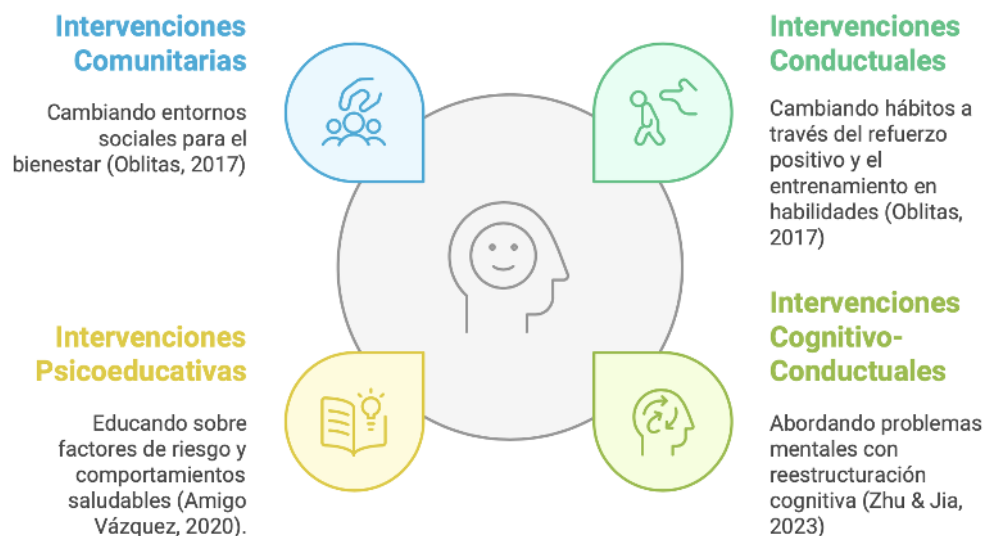 Intervenciones
Comunitarias
Cambiando entornos
sociales para el
bienestar (Oblitas, 2017)
Intervenciones
Conductuales
Cambiando hábitos a
través del refuerzo
positivo y el
entrenamiento en
habilidades (Oblitas,
2017)
Intervenciones
Psicoeducativas
Educando sobre
factores de riesgo y
comportamientos
saludables (Amigo
Vázquez, 2020).
Intervenciones
Cognitivo-
Conductuales
Abordando problemas
mentales con
reestructuración
cognitiva (Zhu & Jia,
2023)